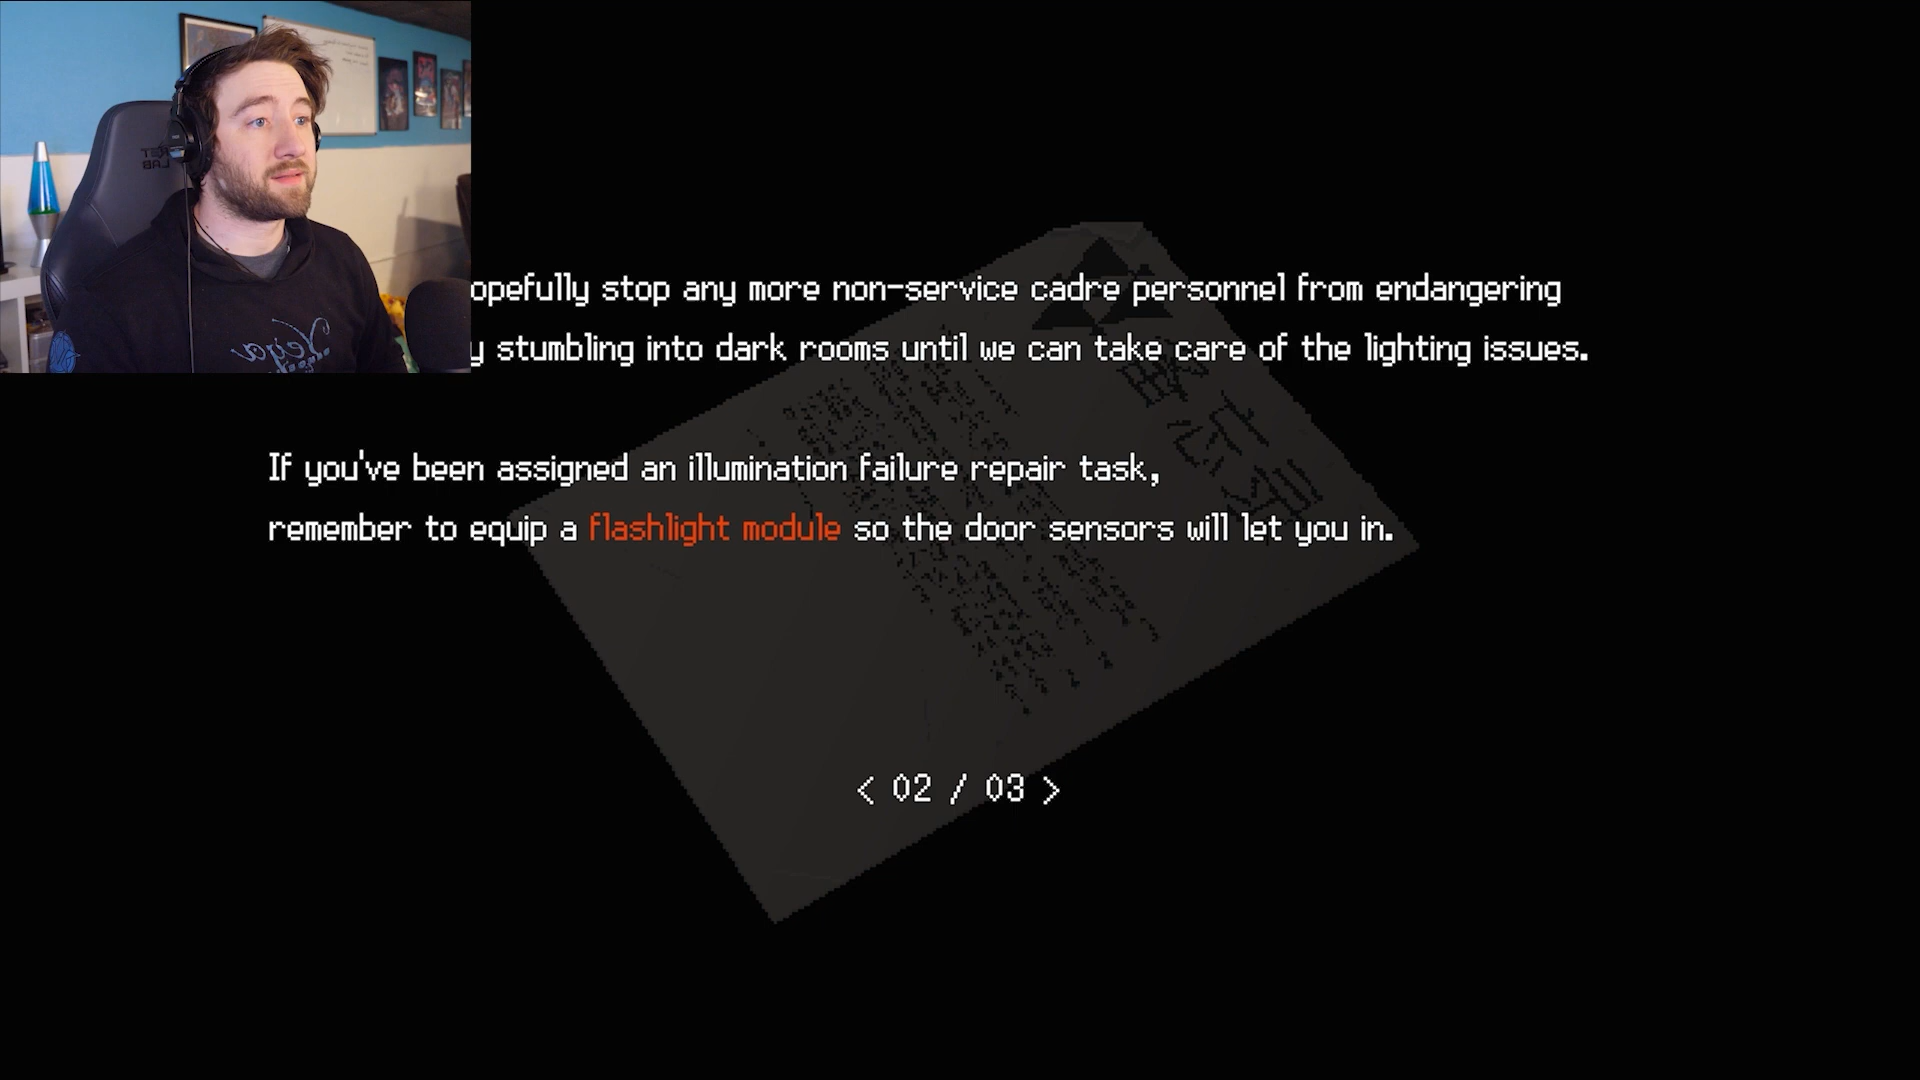 opefully stop any more non-service cadre personnel from endangering
y stumbling into dark rooms until we can take care of the lighting issues.
If you've been assigned an illumination failure repair task,
remember to equip a flashlight module so the door sensors will let you in.
< 02 / 03 >
Vega